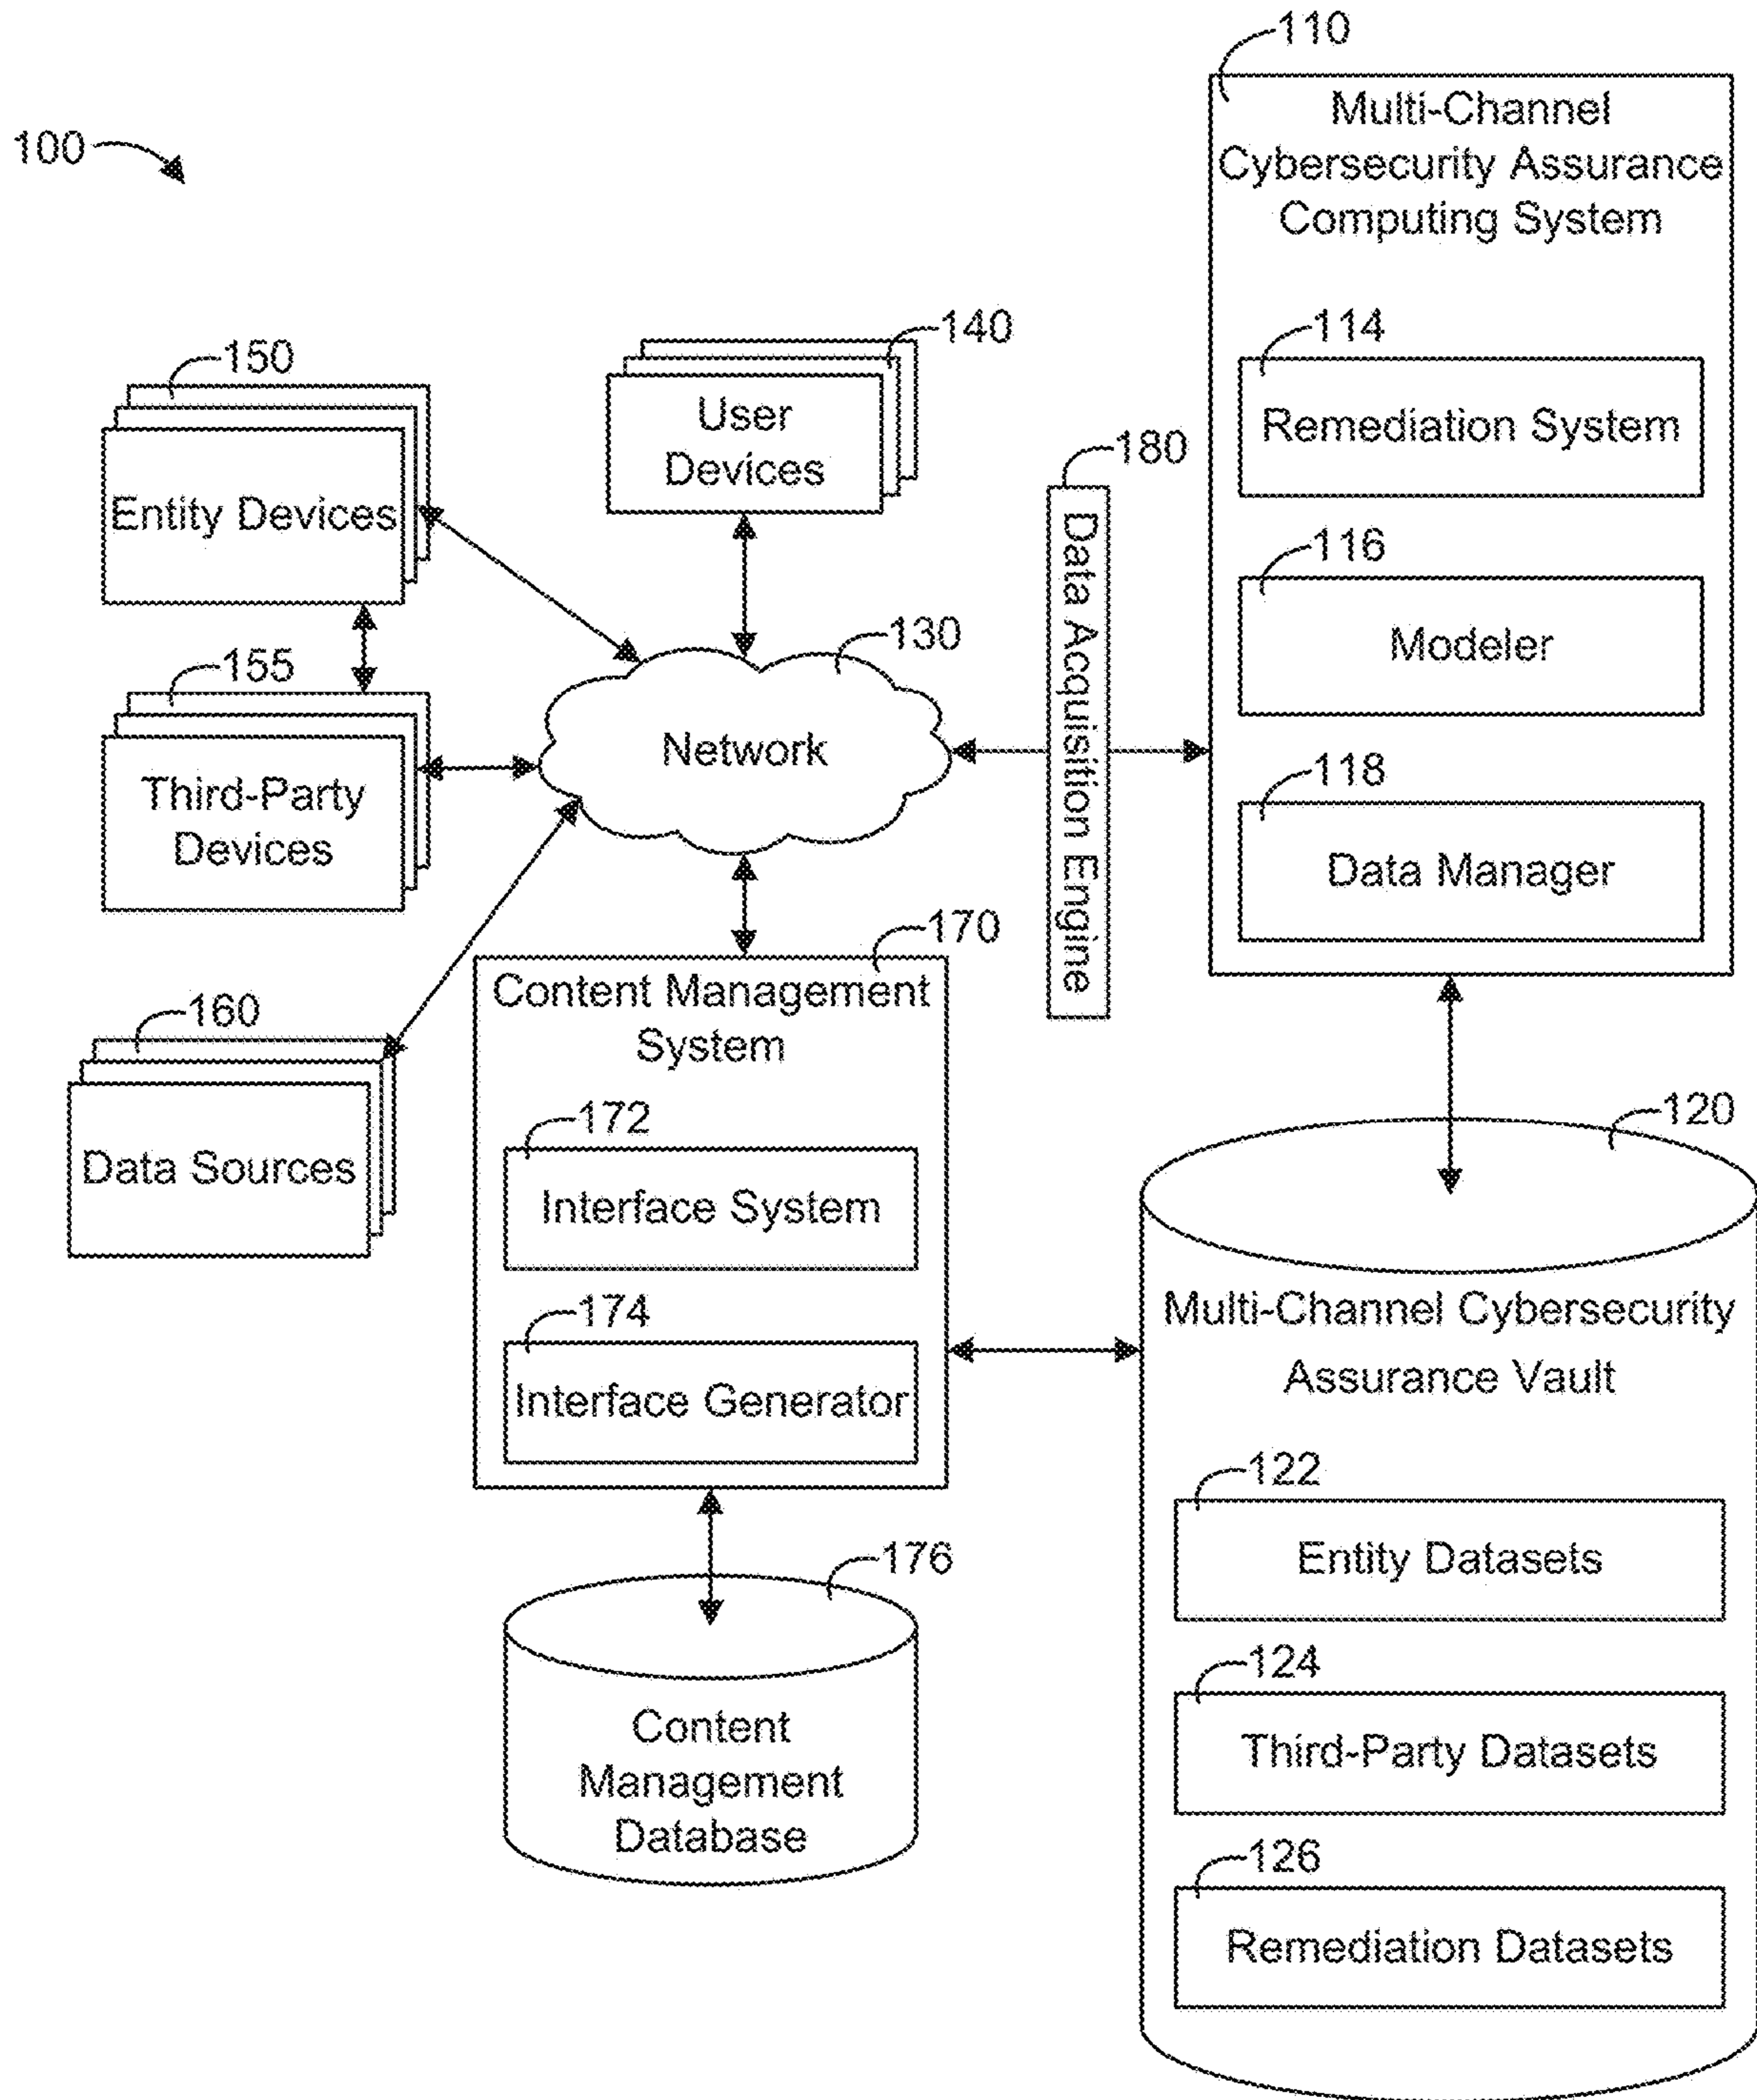 100
110
Multi-Channel
Cybersecurity Assurance
Computing System
114
Remediation System
116
Modeler
118
Data Manager
140
User
Devices
150
Entity Devices
155
Third-Party
Devices
160
Data Sources
130
Network
180
Data Acquisition Engine
170
Content Management
System
172
Interface System
174
Interface Generator
176
Content
Management
Database
120
Multi-Channel Cybersecurity
Assurance Vault
122
Entity Datasets
124
Third-Party Datasets
126
Remediation Datasets